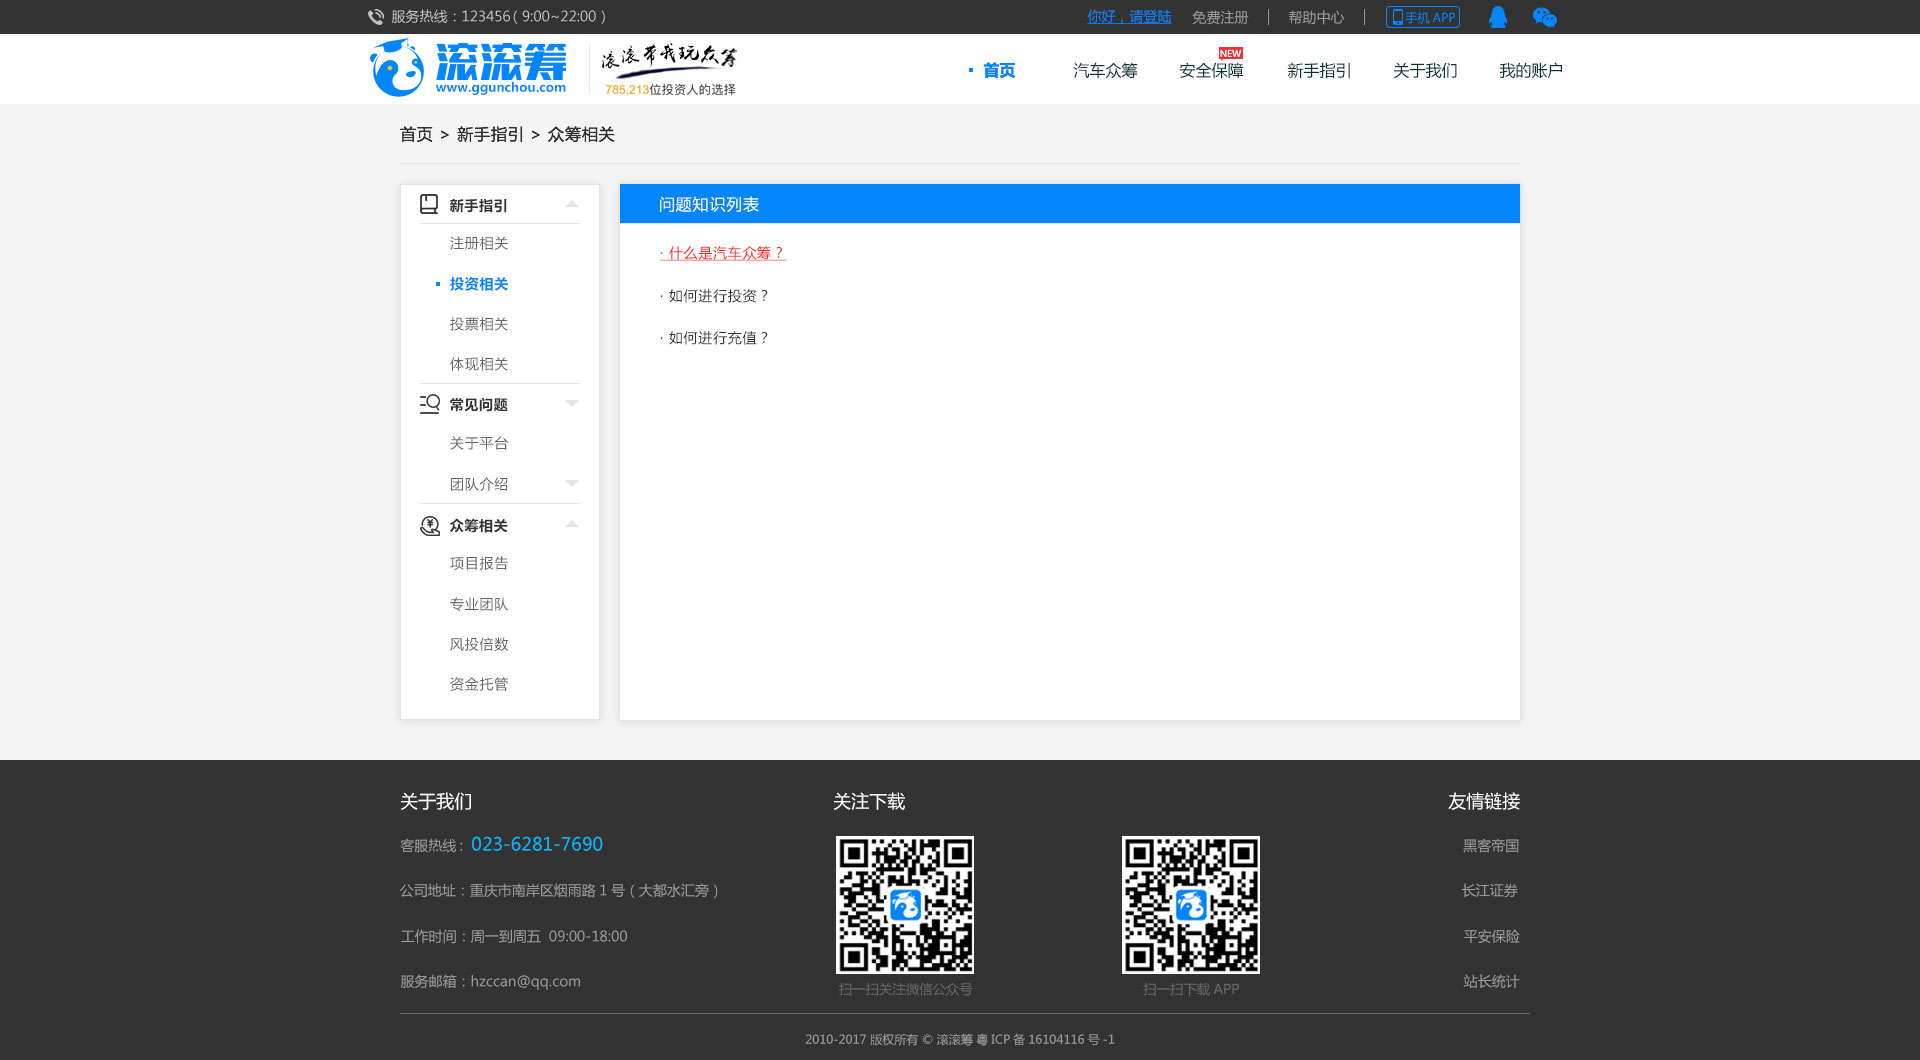 服务热线：123456（9:00~22:00）
你好，请登陆 免费注册 帮助中心 手机 APP
滚滚筹
www.ggunchou.com
滚滚带我玩众筹
785,213位投资人的选择
首页 汽车众筹 安全保障 NEW 新手指引 关于我们 我的账户
首页 > 新手指引 > 众筹相关
新手指引
注册相关
投资相关
投票相关
体现相关
常见问题
关于平台
团队介绍
众筹相关
项目报告
专业团队
风投倍数
资金托管
问题知识列表
· 什么是汽车众筹？
· 如何进行投资？
· 如何进行充值？
关于我们
客服热线：023-6281-7690
公司地址：重庆市南岸区烟雨路 1 号（大都水汇旁）
工作时间：周一到周五 09:00-18:00
服务邮箱：hzccan@qq.com
关注下载
扫一扫关注微信公众号
扫一扫下载 APP
友情链接
黑客帝国
长江证券
平安保险
站长统计
2010-2017 版权所有 © 滚滚筹 粤 ICP 备 16104116 号 -1